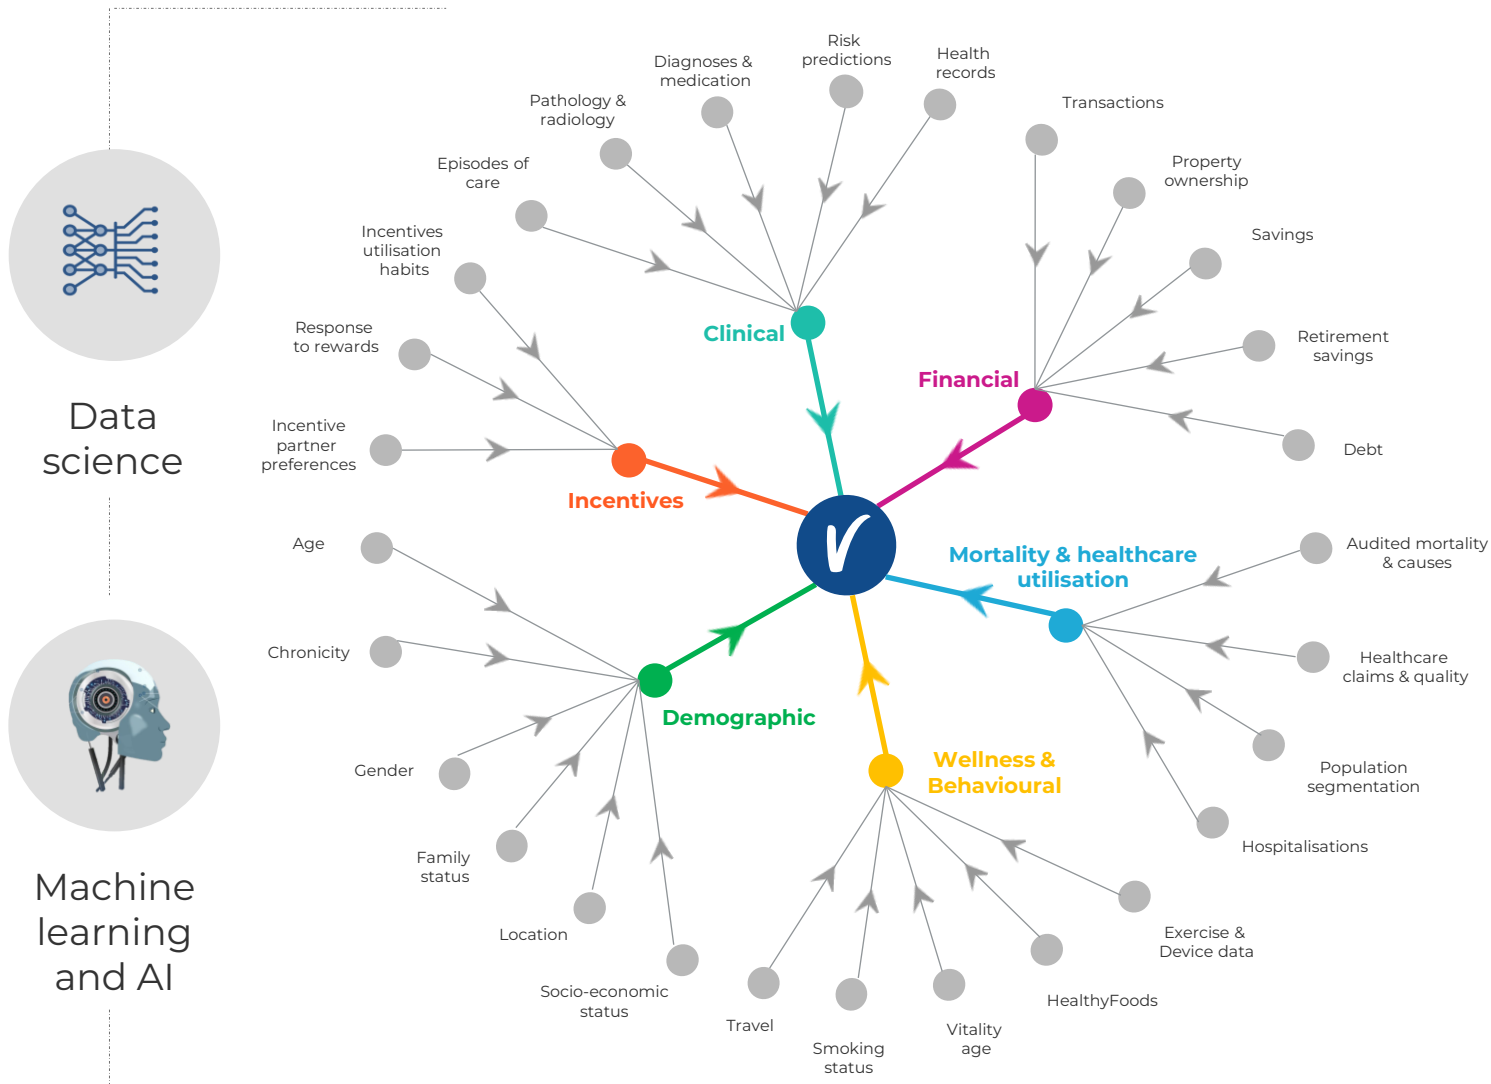 Data
science
Machine
learning
and AI
Risk
predictions
Health
records
Diagnoses &
medication
Pathology &
radiology
Episodes of
care
Clinical
Transactions
Property
ownership
Savings
Retirement
savings
Debt
Financial
Incentives
utilisation
habits
Response
to rewards
Incentive
partner
preferences
Incentives
V
Mortality & healthcare
utilisation
Audited mortality
& causes
Healthcare
claims & quality
Population
segmentation
Hospitalisations
Age
Chronicity
Gender
Family
status
Location
Socio-economic
status
Demographic
Wellness &
Behavioural
Travel
Smoking
status
Vitality
age
HealthyFoods
Exercise &
Device data